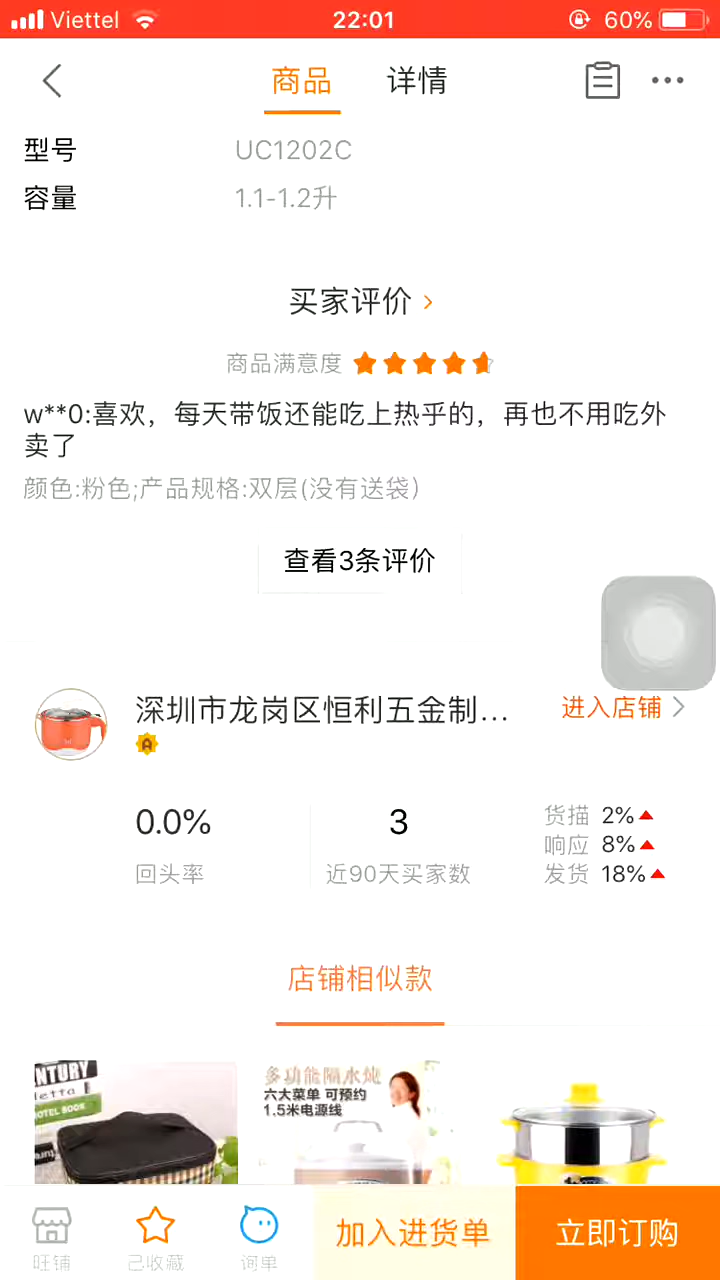 Viettel 22:01 60%
商品 详情
型号 UC1202C
容量 1.1-1.2升
买家评价
商品满意度
w**0:喜欢，每天带饭还能吃上热乎的，再也不用吃外
卖了
颜色:粉色;产品规格:双层(没有送袋)
查看3条评价
深圳市龙岗区恒利五金制... 进入店铺
A
0.0% 3 货描 2%
响应 8%
回头率 近90天买家数 发货 18%
店铺相似款
NTURY
letta
HOTEL BOOK
多功能隔水炖
六大菜单 可预约
1.5米电源线
旺铺 已收藏 询单 加入进货单 立即订购